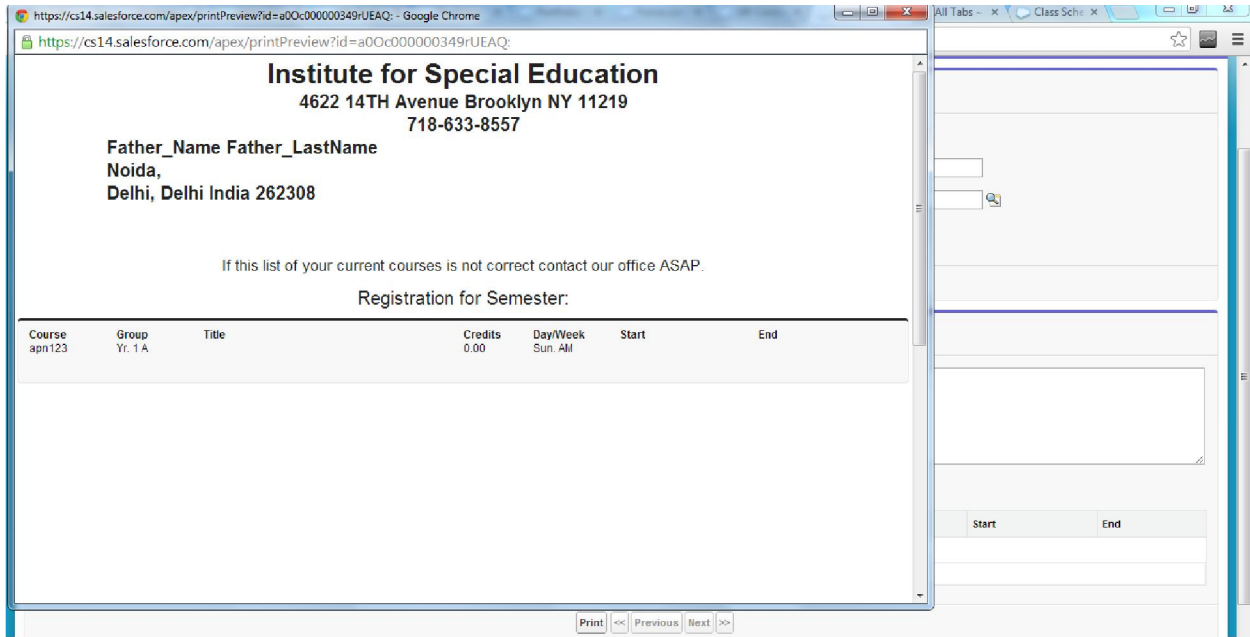 https://cs14.salesforce.com/apex/printPreview?id=a0Oc000000349rUEAQ: - Google Chrome
All Tabs -
Class Sche
https://cs14.salesforce.com/apex/printPreview?id=a0Oc000000349rUEAQ:
Institute for Special Education
4622 14TH Avenue Brooklyn NY 11219
718-633-8557
Father_Name Father_LastName
Noida,
Delhi, Delhi India 262308
If this list of your current courses is not correct contact our office ASAP.
Registration for Semester:
Course Group Title Credits Day/Week Start End
apn123 Yr. 1 A 0.00 Sun. AM
Start End
Print << Previous Next >>